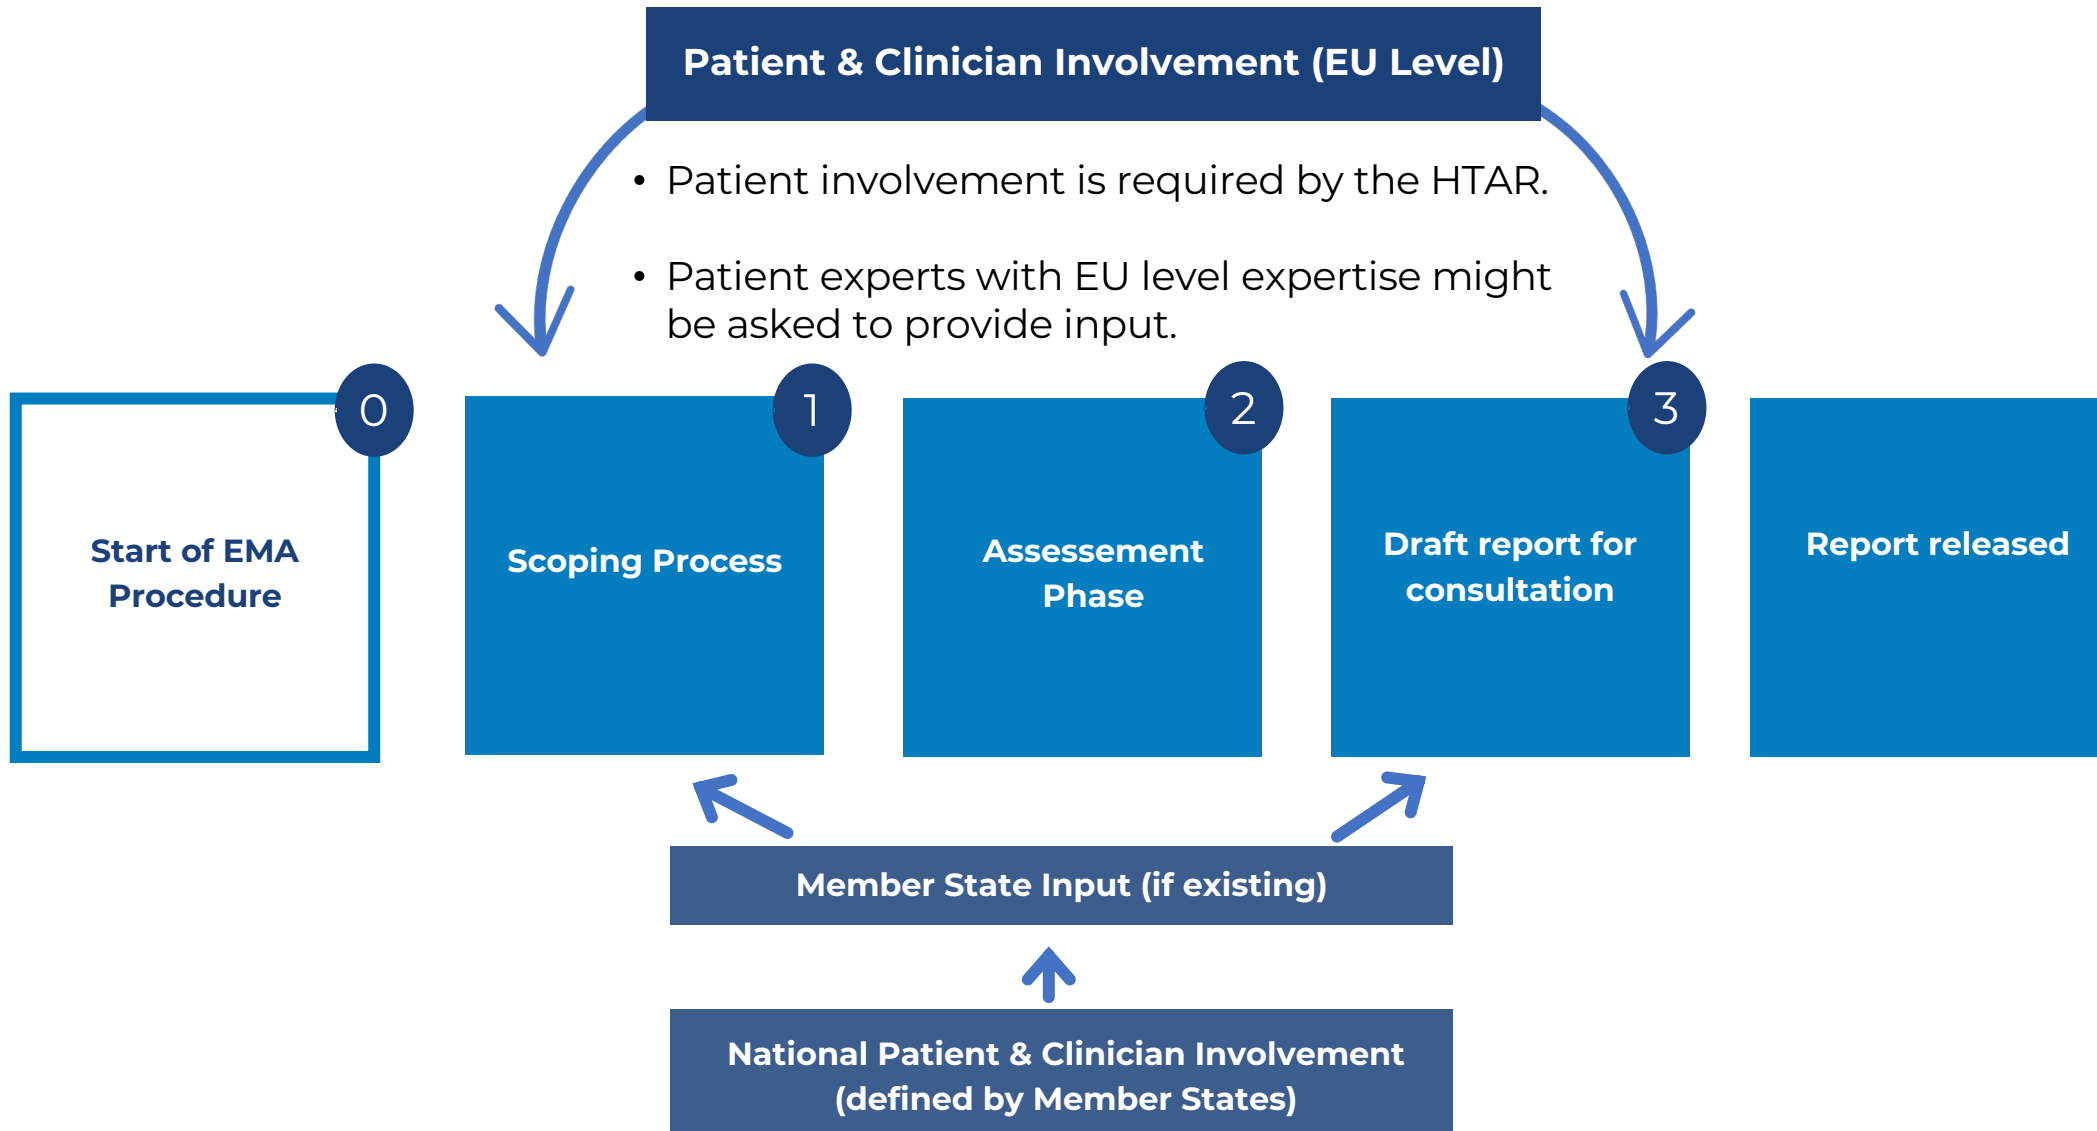 Patient & Clinician Involvement (EU Level)
• Patient involvement is required by the HTAR.
• Patient experts with EU level expertise might
be asked to provide input.
0
1
2
3
Start of EMA
Procedure
Scoping Process
Assessement
Phase
Draft report for
consultation
Report released
Member State Input (if existing)
National Patient & Clinician Involvement
(defined by Member States)